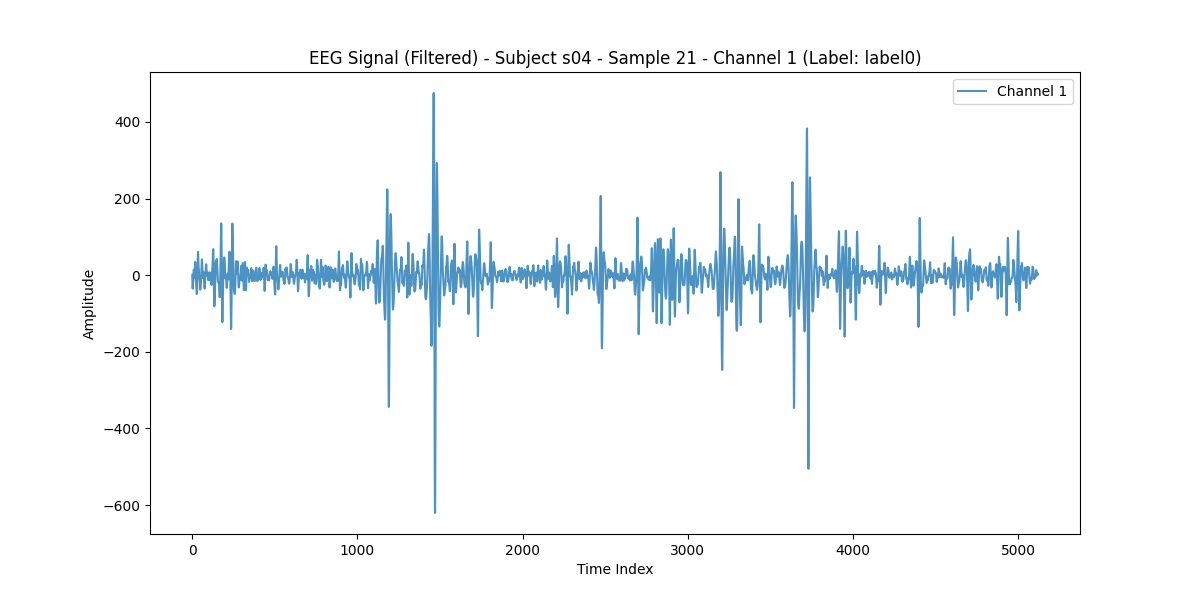 EEG Signal (Filtered) - Subject s04 - Sample 21 - Channel 1 (Label: label0)
Channel 1
400
200
0
−200
−400
−600
Amplitude
0 1000 2000 3000 4000 5000
Time Index